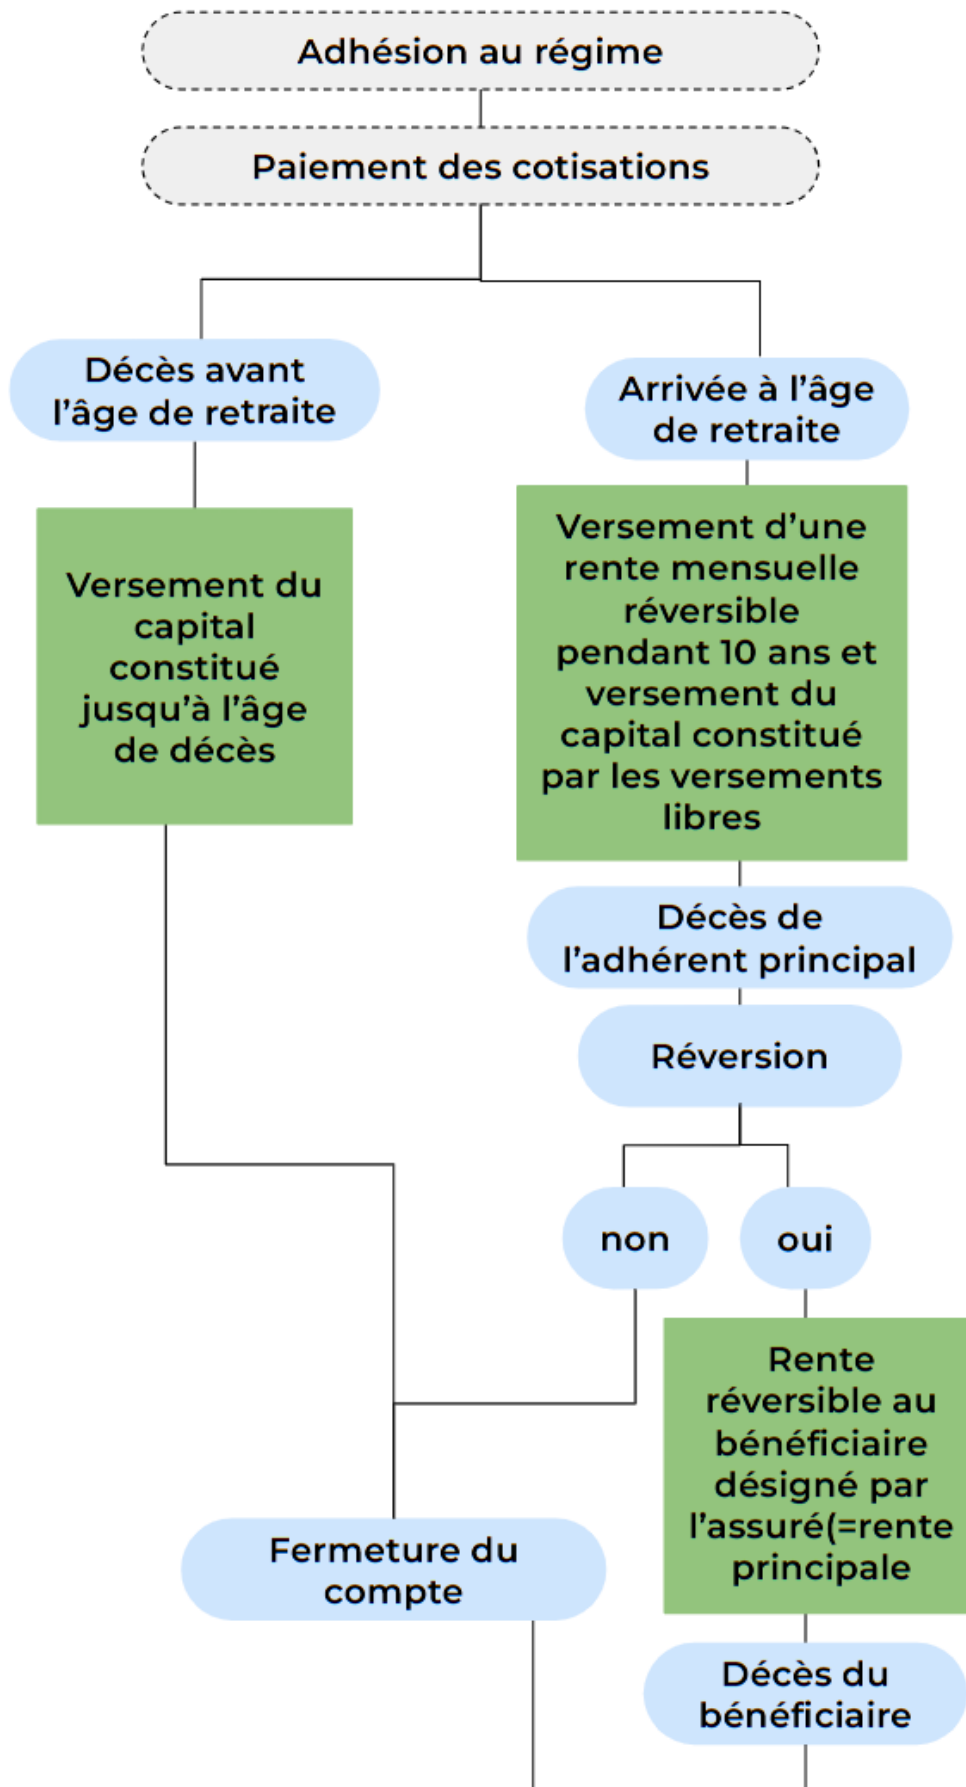 Adhésion au régime
Paiement des cotisations
Décès avant
l'âge de retraite
Arrivée à l'âge
de retraite
Versement du
capital
constitué
jusqu'à l'âge
de décès
Versement d'une
rente mensuelle
réversible
pendant 10 ans et
versement du
capital constitué
par les versements
libres
Décès de
l'adhérent principal
Réversion
non
oui
Rente
réversible au
bénéficiaire
désigné par
l'assuré(=rente
principale
Fermeture du
compte
Décès du
bénéficiaire